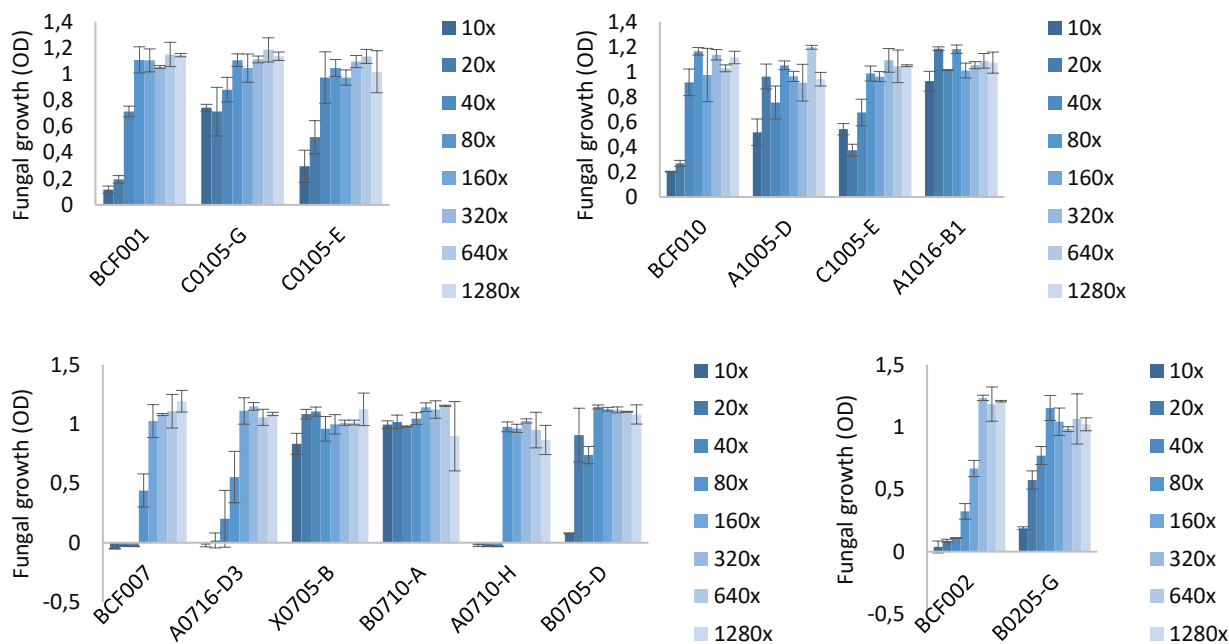 Fungal growth (OD)
1,4
1,2
1
0,8
0,6
0,4
0,2
0
BCF001
C0105-G
C0105-E
10x
20x
40x
80x
160x
320x
640x
1280x
Fungal growth (OD)
1,4
1,2
1
0,8
0,6
0,4
0,2
0
BCF010
A1005-D
C1005-E
A1016-B1
10x
20x
40x
80x
160x
320x
640x
1280x
Fungal growth (OD)
1,5
1
0,5
0
-0,5
BCF007
A0716-D3
X0705-B
B0710-A
A0710-H
B0705-D
10x
20x
40x
80x
160x
320x
640x
1280x
Fungal growth (OD)
1,5
1
0,5
0
-0,5
BCF002
B0205-G
10x
20x
40x
80x
160x
320x
640x
1280x